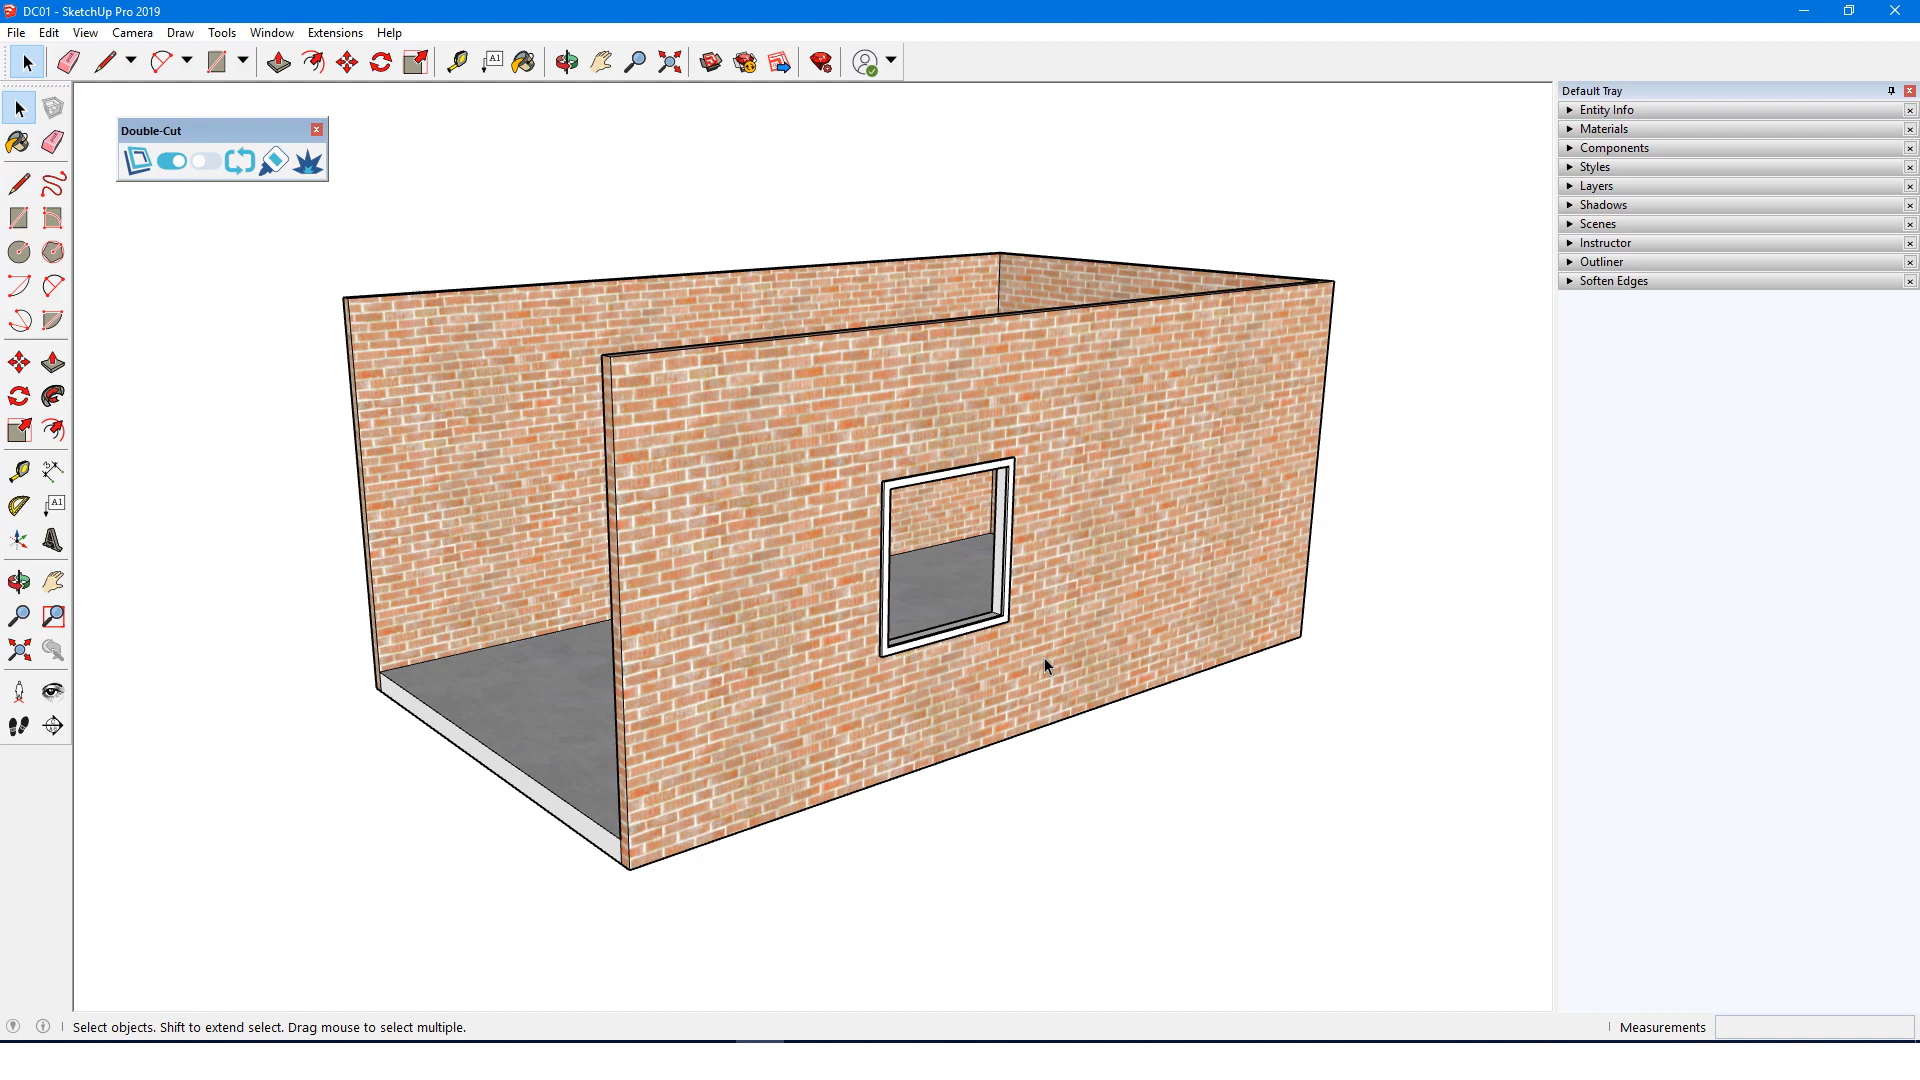 DC01 - SketchUp Pro 2019
File Edit View Camera Draw Tools Window Extensions Help
A1
Default Tray
Entity Info
Materials
Components
Styles
Layers
Shadows
Scenes
Instructor
Outliner
Soften Edges
Double-Cut
A1
Select objects. Shift to extend select. Drag mouse to select multiple.
Measurements